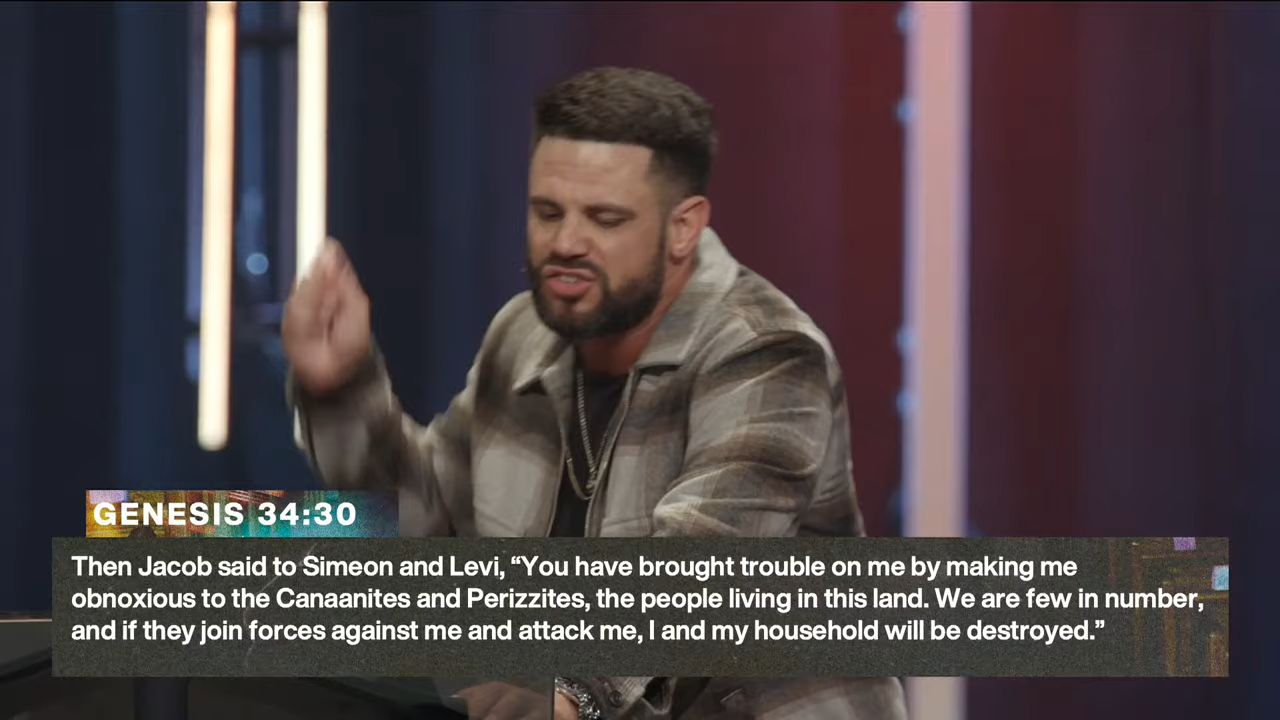 GENESIS 34:30
Then Jacob said to Simeon and Levi, “You have brought trouble on me by making me
obnoxious to the Canaanites and Perizzites, the people living in this land. We are few in number,
and if they join forces against me and attack me, I and my household will be destroyed.”